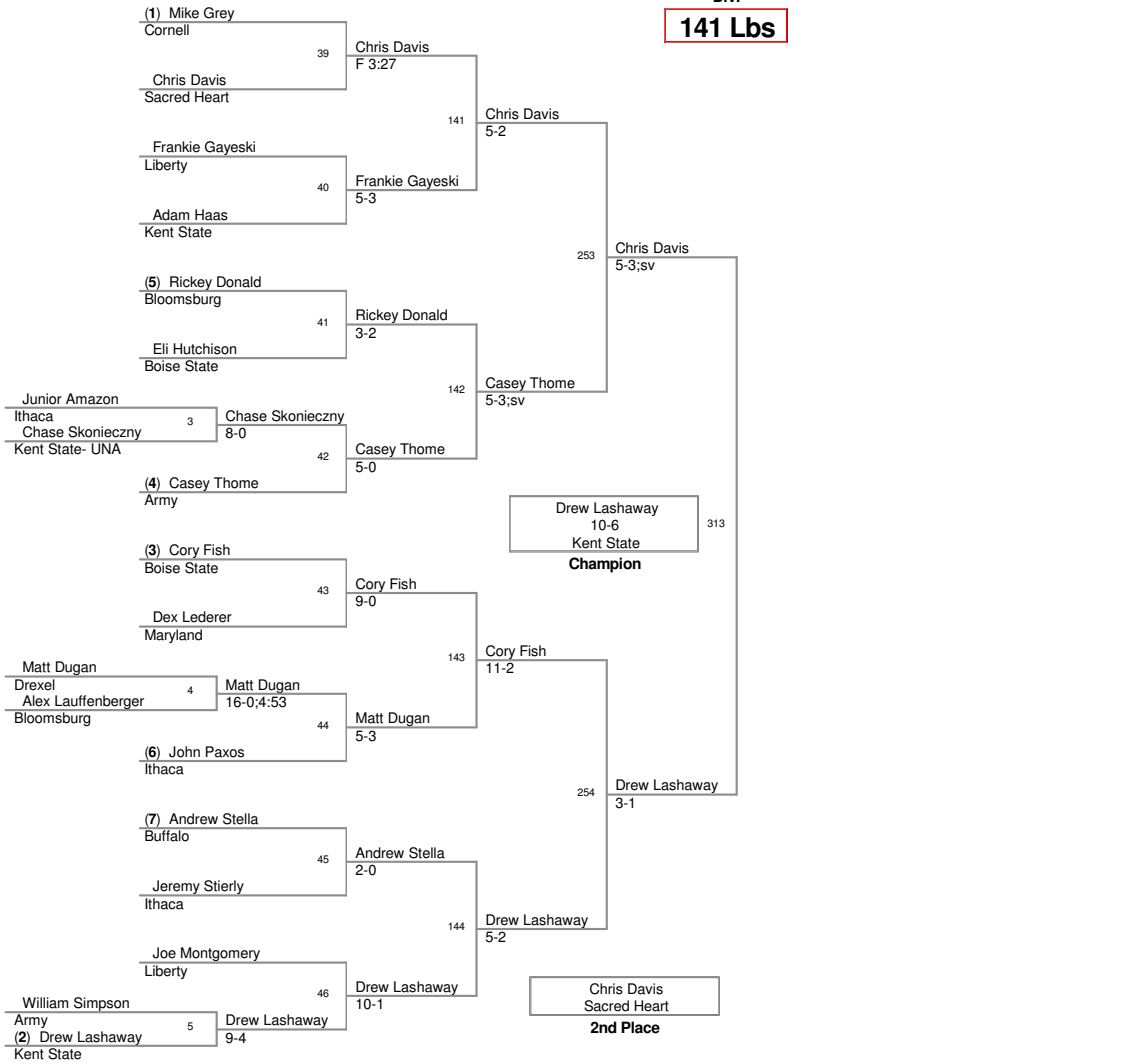 141 Lbs
(1) Mike Grey
Cornell
39
Chris Davis
F 3:27
Chris Davis
Sacred Heart
141
Chris Davis
5-2
Frankie Gayeski
Liberty
40
Frankie Gayeski
5-3
Adam Haas
Kent State
253
Chris Davis
5-3;sv
(5) Rickey Donald
Bloomsburg
41
Rickey Donald
3-2
Eli Hutchison
Boise State
142
Casey Thome
5-3;sv
Junior Amazon
Ithaca
3
Chase Skonieczny
8-0
Chase Skonieczny
Kent State- UNA
42
Casey Thome
5-0
(4) Casey Thome
Army
Drew Lashaway
10-6
Kent State
313
Champion
(3) Cory Fish
Boise State
43
Cory Fish
9-0
Dex Lederer
Maryland
143
Cory Fish
11-2
Matt Dugan
Drexel
4
Matt Dugan
16-0;4:53
Alex Lauffenberger
Bloomsburg
44
Matt Dugan
5-3
(6) John Paxos
Ithaca
254
Drew Lashaway
3-1
(7) Andrew Stella
Buffalo
45
Andrew Stella
2-0
Jeremy Stierly
Ithaca
144
Drew Lashaway
5-2
Joe Montgomery
Liberty
46
Drew Lashaway
10-1
William Simpson
Army
5
Drew Lashaway
9-4
(2) Drew Lashaway
Kent State
Chris Davis
Sacred Heart
2nd Place